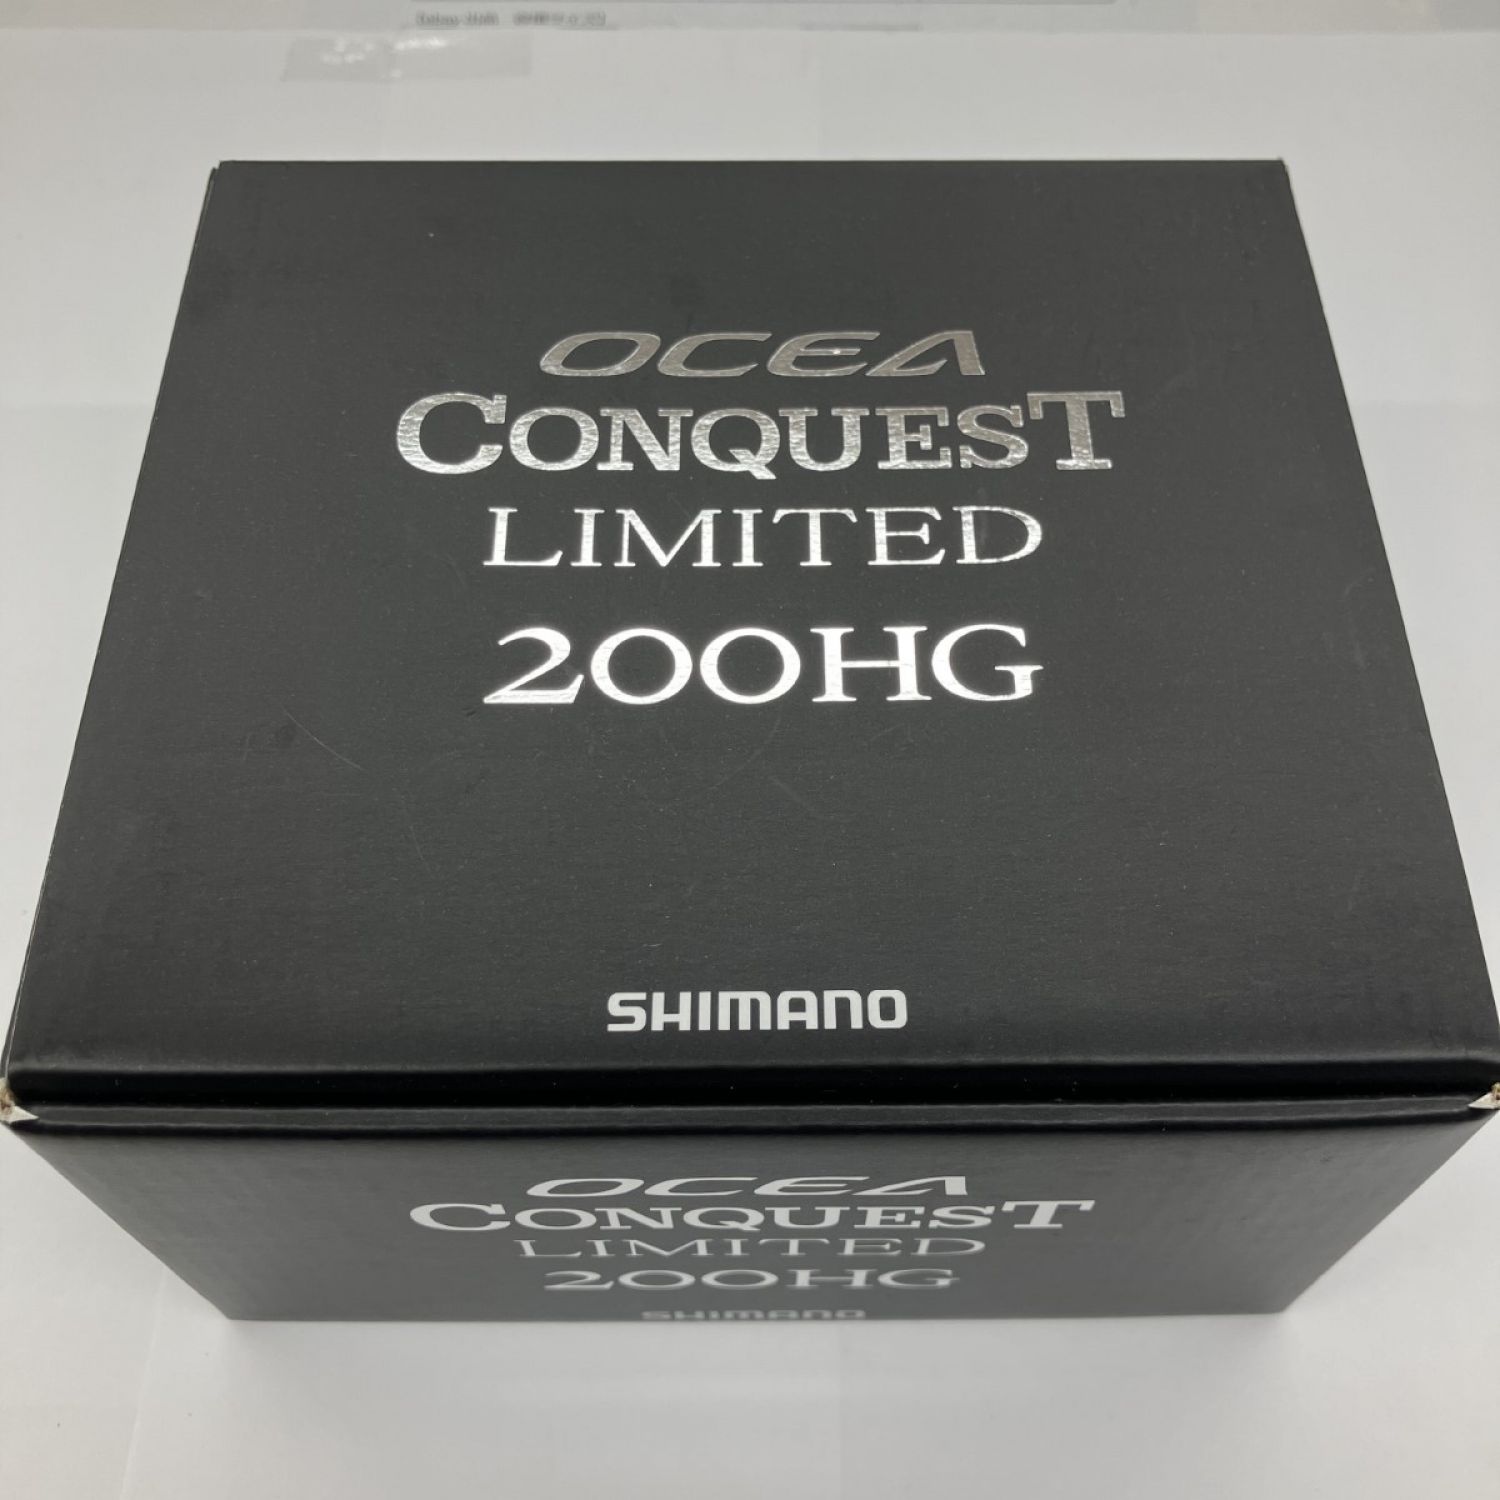 OCEA
CONQUEST
LIMITED
200HG
SHIMANO
OCEA
CONQUEST
LIMITED
200HG
SHIMANO